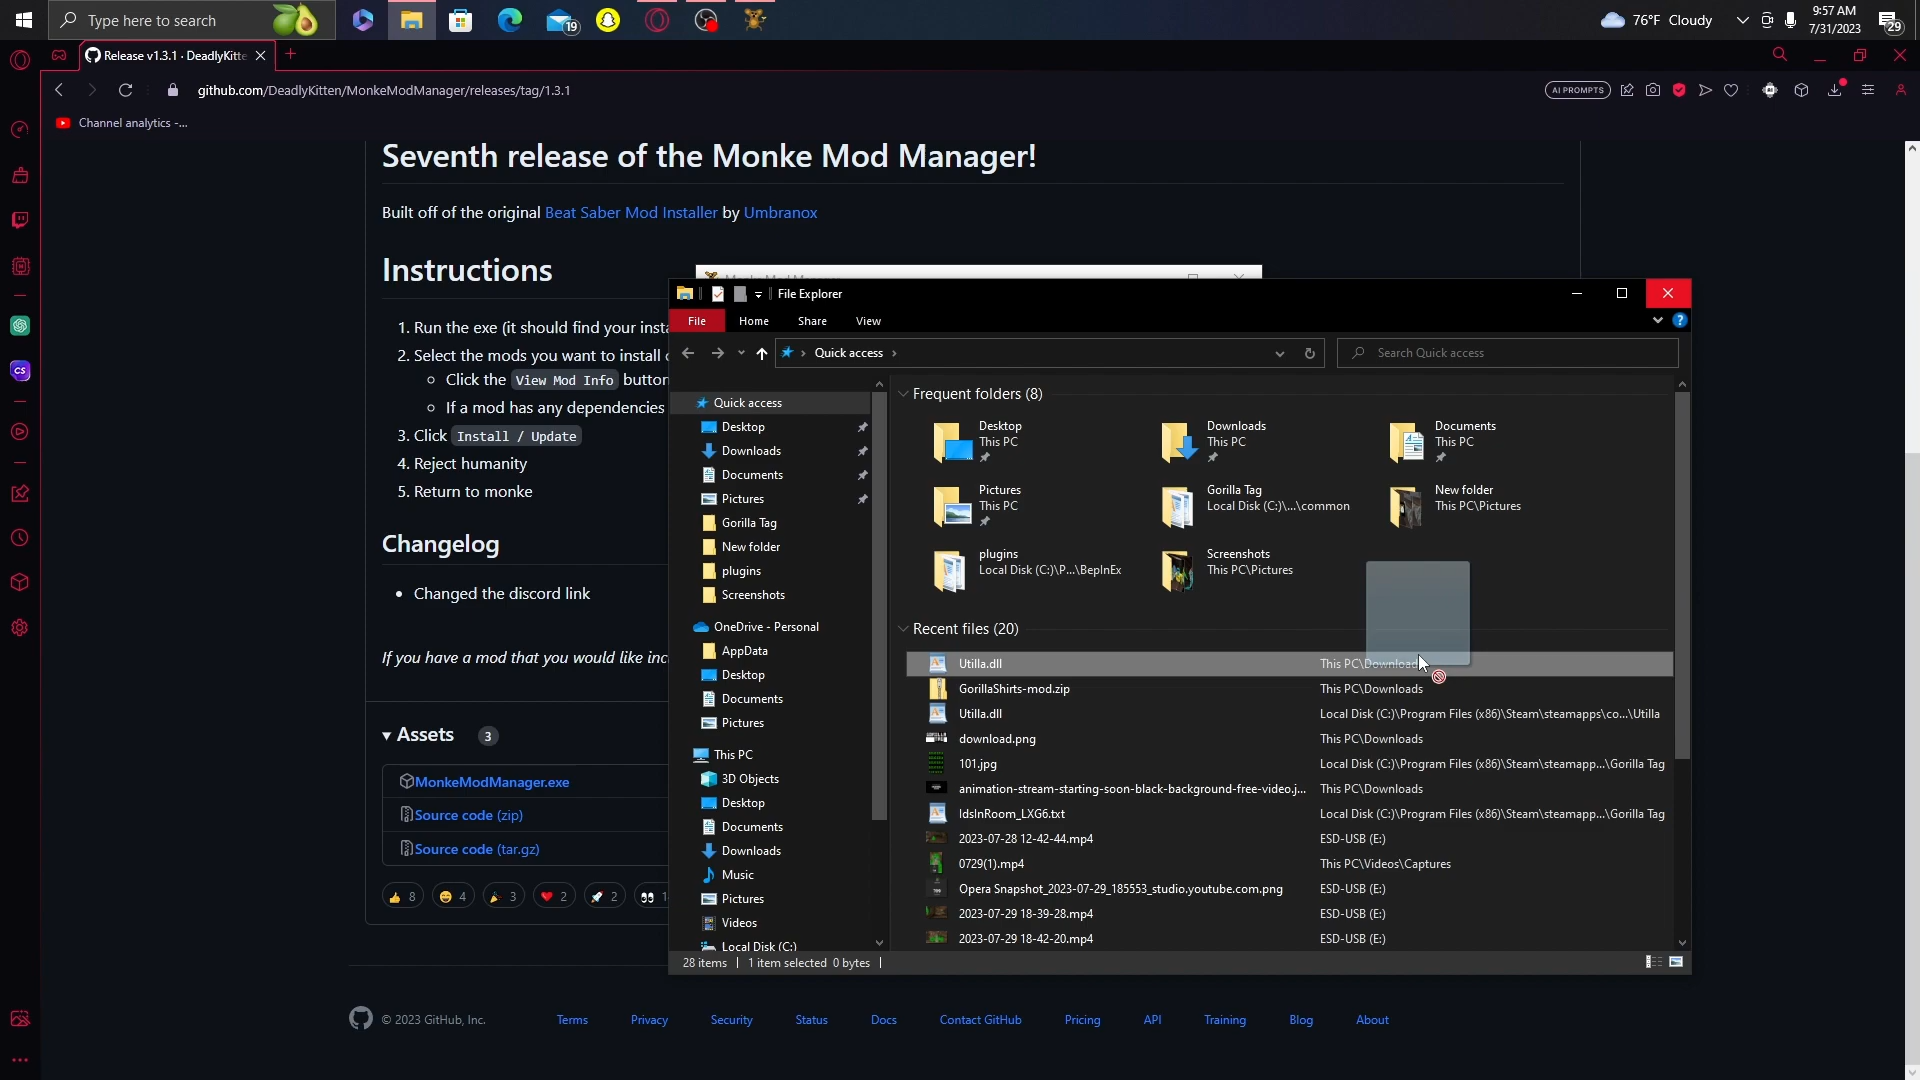 Type here to search
19
76°F Cloudy
9:57 AM
7/31/2023
29
Release v1.3.1 · DeadlyKitte
github.com/DeadlyKitten/MonkeModManager/releases/tag/1.3.1
AI PROMPTS
Channel analytics -...
Seventh release of the Monke Mod Manager!
Built off of the original Beat Saber Mod Installer by Umbranox
Instructions
1. Run the exe (it should find your insta
2. Select the mods you want to install
Click the View Mod Info button
If a mod has any dependencies
3. Click Install / Update
4. Reject humanity
5. Return to monke
Changelog
Changed the discord link
If you have a mod that you would like inc
Assets 3
MonkeModManager.exe
Source code (zip)
Source code (tar.gz)
8
4
3
2
2
© 2023 GitHub, Inc.
Terms
Privacy
Security
Status
Docs
Contact GitHub
Pricing
API
Training
Blog
About
File Explorer
File
Home
Share
View
Quick access
Search Quick access
Quick access
Desktop
Downloads
Documents
Pictures
Gorilla Tag
New folder
plugins
Screenshots
OneDrive - Personal
AppData
Desktop
Documents
Pictures
This PC
3D Objects
Desktop
Documents
Downloads
Music
Pictures
Videos
Local Disk (C:)
Frequent folders (8)
Desktop
This PC
Downloads
This PC
Documents
This PC
Pictures
This PC
Gorilla Tag
Local Disk (C:)\...\common
New folder
This PC\Pictures
plugins
Local Disk (C:)\P...\BepInEx
Screenshots
This PC\Pictures
Recent files (20)
Utilla.dll This PC\Downloads
GorillaShirts-mod.zip This PC\Downloads
Utilla.dll Local Disk (C:)\Program Files (x86)\Steam\steamapps\co...\Utilla
download.png This PC\Downloads
101.jpg Local Disk (C:)\Program Files (x86)\Steam\steamapp...\Gorilla Tag
animation-stream-starting-soon-black-background-free-video.j... This PC\Downloads
IdsInRoom_LXG6.txt Local Disk (C:)\Program Files (x86)\Steam\steamapp...\Gorilla Tag
2023-07-28 12-42-44.mp4 ESD-USB (E:)
0729(1).mp4 This PC\Videos\Captures
Opera Snapshot_2023-07-29_185553_studio.youtube.com.png ESD-USB (E:)
2023-07-29 18-39-28.mp4 ESD-USB (E:)
2023-07-29 18-42-20.mp4 ESD-USB (E:)
28 items
1 item selected 0 bytes